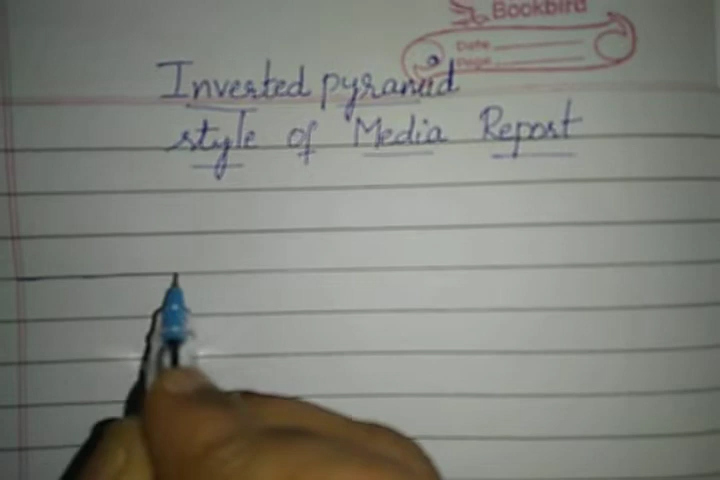 Bookbird
Date
Page
Inverted pyramid
style of Media Report